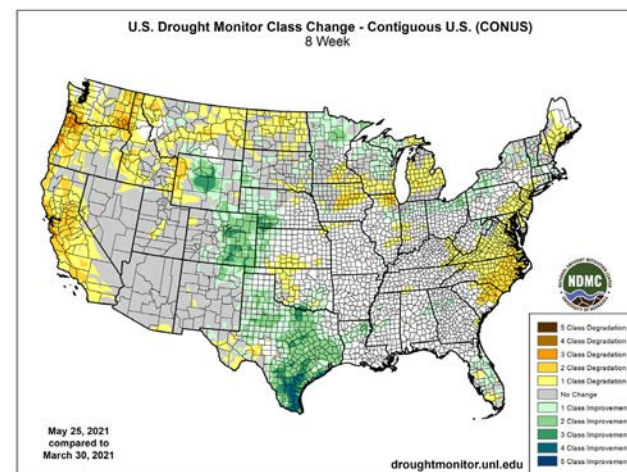 U.S. Drought Monitor Class Change - Contiguous U.S. (CONUS)
8 Week
NDMC
5 Class Degradation
4 Class Degradation
3 Class Degradation
2 Class Degradation
1 Class Degradation
No Change
1 Class Improvement
2 Class Improvement
3 Class Improvement
4 Class Improvement
5 Class Improvement
May 25, 2021
compared to
March 30, 2021
droughtmonitor.unl.edu